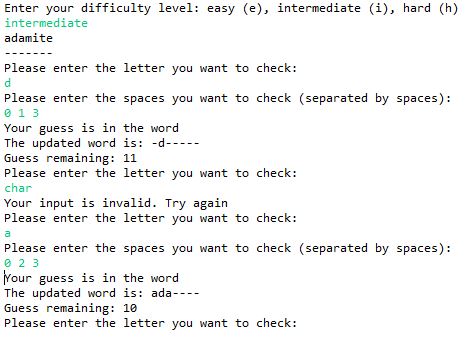 Enter your difficulty level: easy (e), intermediate (i), hard (h)
intermediate
adamite
-------
Please enter the letter you want to check:
d
Please enter the spaces you want to check (separated by spaces):
0 1 3
Your guess is in the word
The updated word is: -d-----
Guess remaining: 11
Please enter the letter you want to check:
char
Your input is invalid. Try again
Please enter the letter you want to check:
a
Please enter the spaces you want to check (separated by spaces):
0 2 3
Your guess is in the word
The updated word is: ada----
Guess remaining: 10
Please enter the letter you want to check: